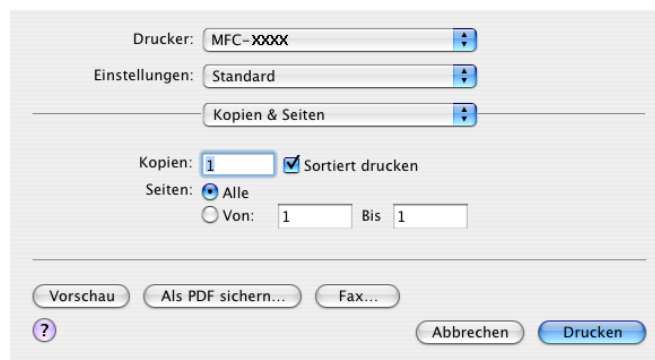 Drucker: MFC-XXXX
Einstellungen: Standard
Kopien & Seiten
Kopien: 1 Sortiert drucken
Seiten: Alle
Von: 1 Bis 1
Vorschau Als PDF sichern... Fax...
? Abbrechen Drucken